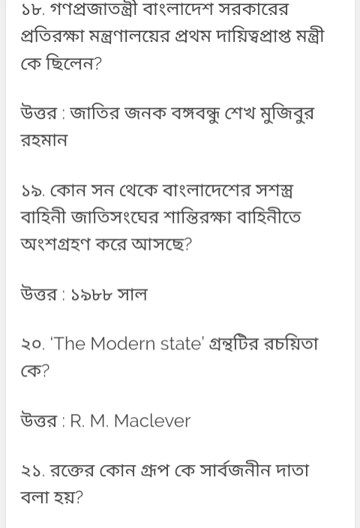 ১৮. গণপ্রজাতন্ত্রী বাংলাদেশ সরকারের
প্রতিরক্ষা মন্ত্রণালয়ের প্রথম দায়িত্বপ্রাপ্ত মন্ত্রী
কে ছিলেন?
উত্তর : জাতির জনক বঙ্গবন্ধু শেখ মুজিবুর
রহমান
১৯. কোন সন থেকে বাংলাদেশের সশস্ত্র
বাহিনী জাতিসংঘের শান্তিরক্ষা বাহিনীতে
অংশগ্রহণ করে আসছে?
উত্তর : ১৯৮৮ সাল
২০. ‘The Modern state’ গ্রন্থটির রচয়িতা
কে?
উত্তর : R. M. Maclever
২১. রক্তের কোন গ্রূপ কে সার্বজনীন দাতা
বলা হয়?